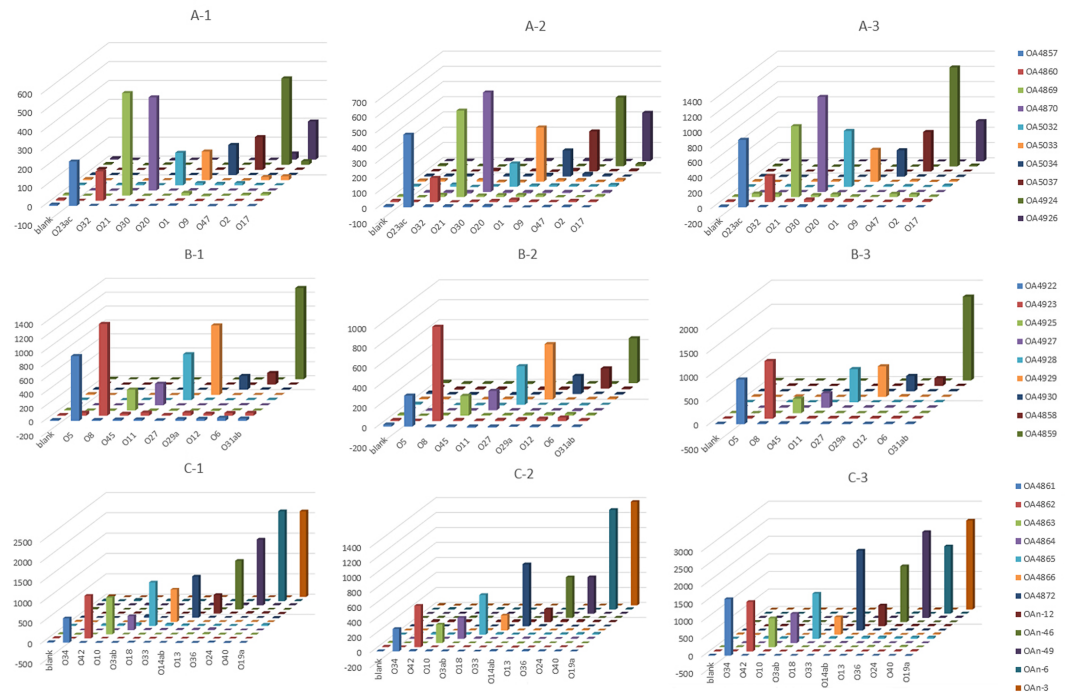 A-1
600
500
400
300
200
100
0
-100
blank
O23ac
O32
O21
O30
O20
O1
O9
O47
O2
O17
A-2
700
600
500
400
300
200
100
0
-100
blank
O23ac
O32
O21
O30
O20
O1
O9
O47
O2
O17
A-3
1400
1200
1000
800
600
400
200
0
-200
blank
O23ac
O32
O21
O30
O20
O1
O9
O47
O2
O17
OA4857
OA4860
OA4869
OA4870
OA5032
OA5033
OA5034
OA5037
OA4924
OA4926
B-1
1400
1200
1000
800
600
400
200
0
-200
blank
O5
O8
O45
O11
O27
O29a
O12
O6
O31ab
B-2
1000
800
600
400
200
0
-200
blank
O5
O8
O45
O11
O27
O29a
O12
O6
O31ab
B-3
2000
1500
1000
500
0
-500
blank
O5
O8
O45
O11
O27
O29a
O12
O6
O31ab
OA4922
OA4923
OA4925
OA4927
OA4928
OA4929
OA4930
OA4858
OA4859
C-1
2500
2000
1500
1000
500
0
-500
blank
O34
O42
O10
O3ab
O18
O33
O14ab
O13
O36
O24
O40
O19a
C-2
1400
1200
1000
800
600
400
200
0
-200
blank
O34
O42
O10
O3ab
O18
O33
O14ab
O13
O36
O24
O40
O19a
C-3
3000
2500
2000
1500
1000
500
0
-500
blank
O34
O42
O10
O3ab
O18
O33
O14ab
O13
O36
O24
O40
O19a
OA4861
OA4862
OA4863
OA4864
OA4865
OA4866
OA4872
OAn-12
OAn-46
OAn-49
OAn-6
OAn-3